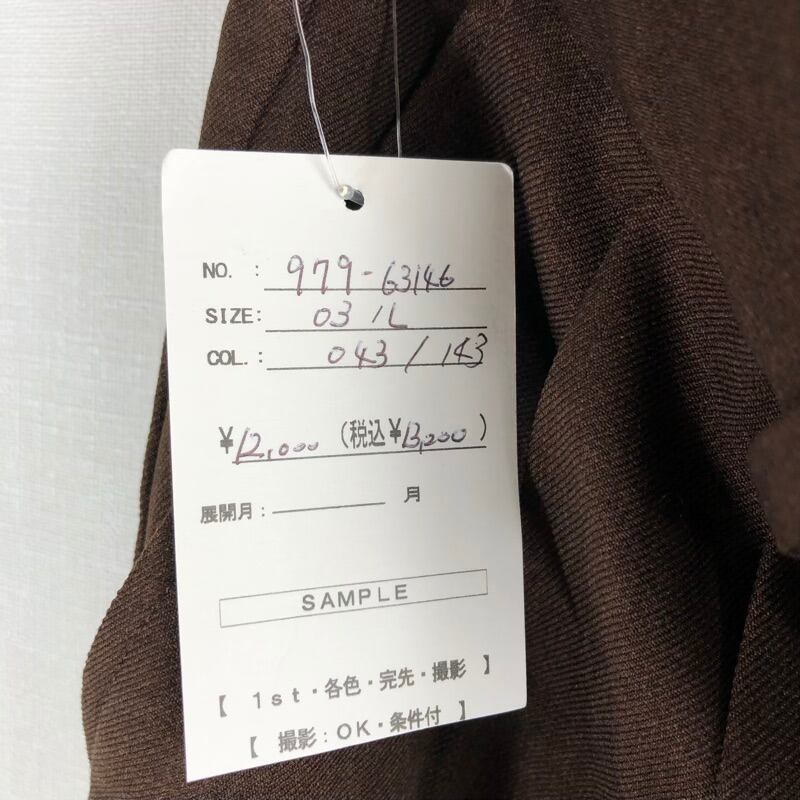 NO. : 979-63146
SIZE: 03 / L
COL. : 043 / 143
¥12,000 (税込¥13,200)
展開月: 月
SAMPLE
【 1st・各色・完先・撮影 】
【 撮影:OK・条件付 】